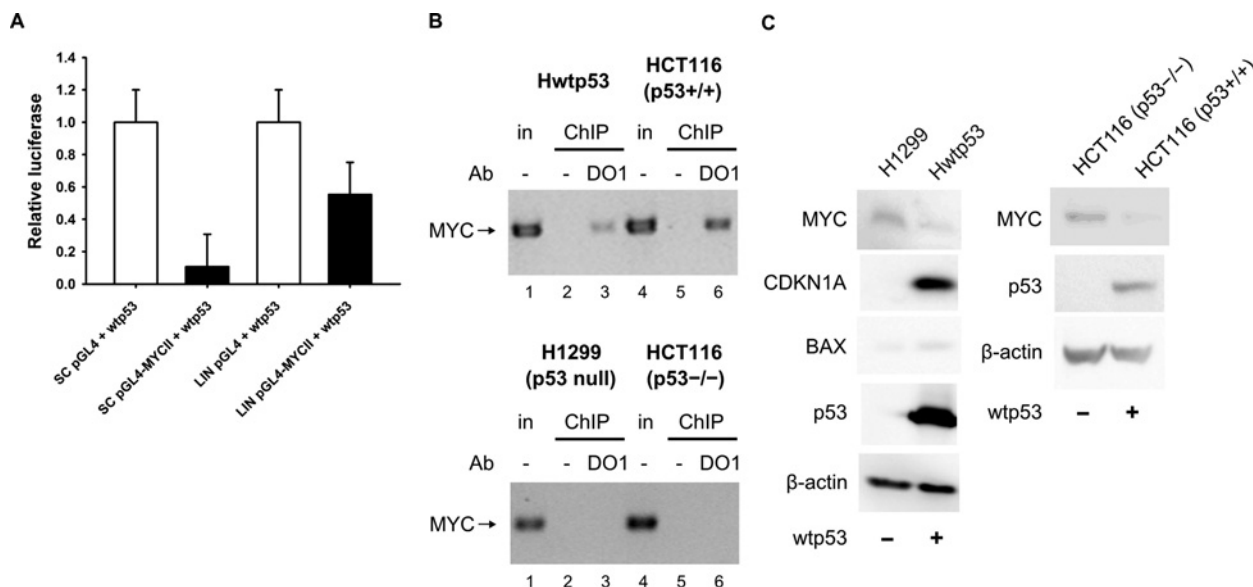 A
Relative luciferase
1.4
1.2
1.0
0.8
0.6
0.4
0.2
0.0
SC pGL4 + wtp53
SC pGL4-MYCII + wtp53
LIN pGL4 + wtp53
LIN pGL4-MYCII + wtp53
B
Hwtp53
HCT116
(p53+/+)
in ChIP in ChIP
Ab - - DO1 - - DO1
MYC→
1 2 3 4 5 6
H1299
(p53 null)
HCT116
(p53−/−)
in ChIP in ChIP
Ab - - DO1 - - DO1
MYC→
1 2 3 4 5 6
C
H1299
Hwtp53
MYC
CDKN1A
BAX
p53
β-actin
wtp53 − +
HCT116 (p53−/−)
HCT116 (p53+/+)
MYC
p53
β-actin
wtp53 − +